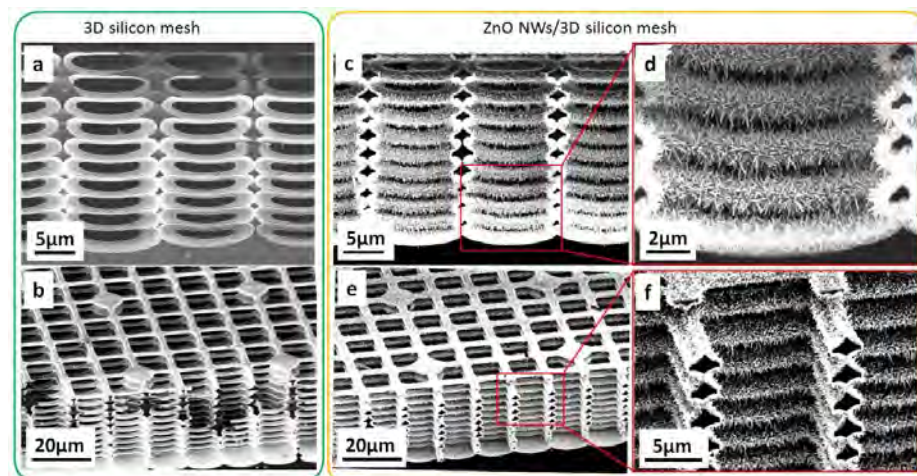 3D silicon mesh
ZnO NWs/3D silicon mesh
a
5µm
c
5µm
d
2µm
b
20µm
e
20µm
f
5µm